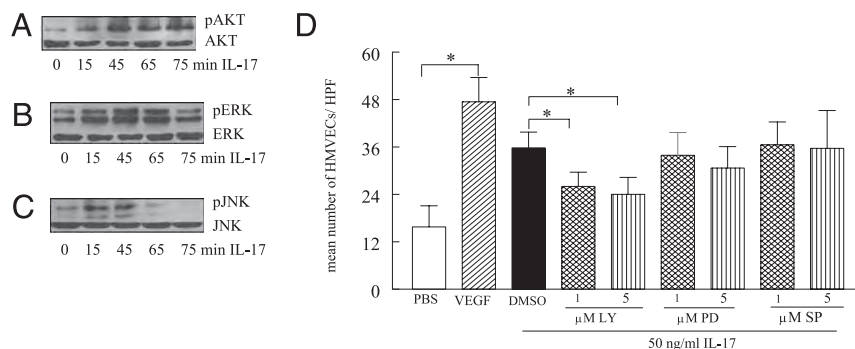 A
pAKT
AKT
0 15 45 65 75 min IL-17
B
pERK
ERK
0 15 45 65 75 min IL-17
C
pJNK
JNK
0 15 45 65 75 min IL-17
D
mean number of HMVECs/ HPF
60
48
36
24
12
0
*
*
*
PBS VEGF DMSO 1 5 1 5 1 5
µM LY µM PD µM SP
50 ng/ml IL-17